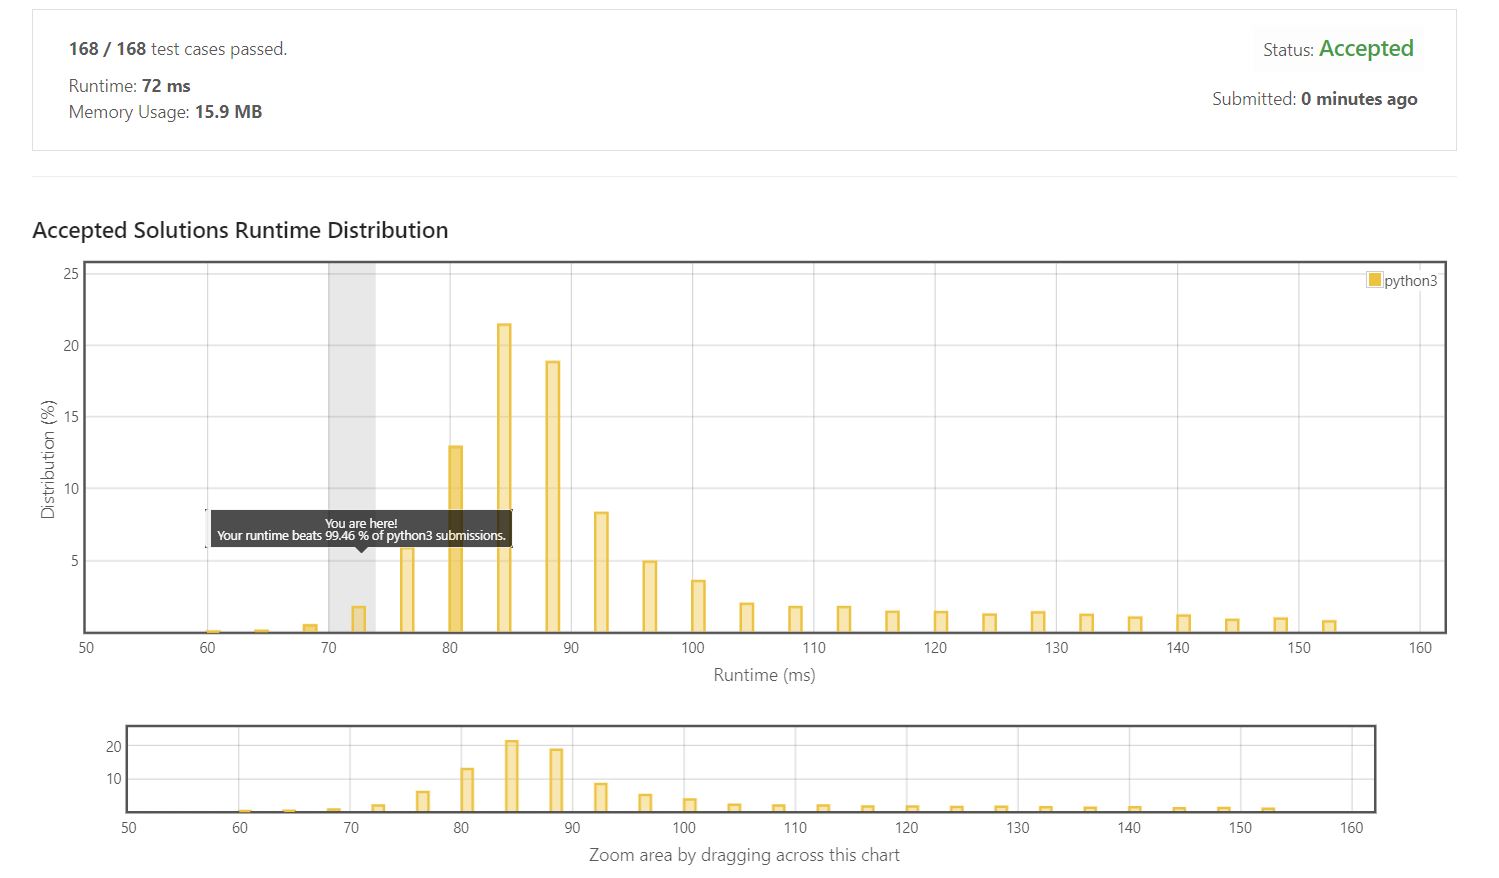 168 / 168 test cases passed.
Status: Accepted
Runtime: 72 ms
Memory Usage: 15.9 MB
Submitted: 0 minutes ago
Accepted Solutions Runtime Distribution
25
20
15
10
5
Distribution (%)
python3
You are here!
Your runtime beats 99.46 % of python3 submissions.
50 60 70 80 90 100 110 120 130 140 150 160
Runtime (ms)
20
10
50 60 70 80 90 100 110 120 130 140 150 160
Zoom area by dragging across this chart